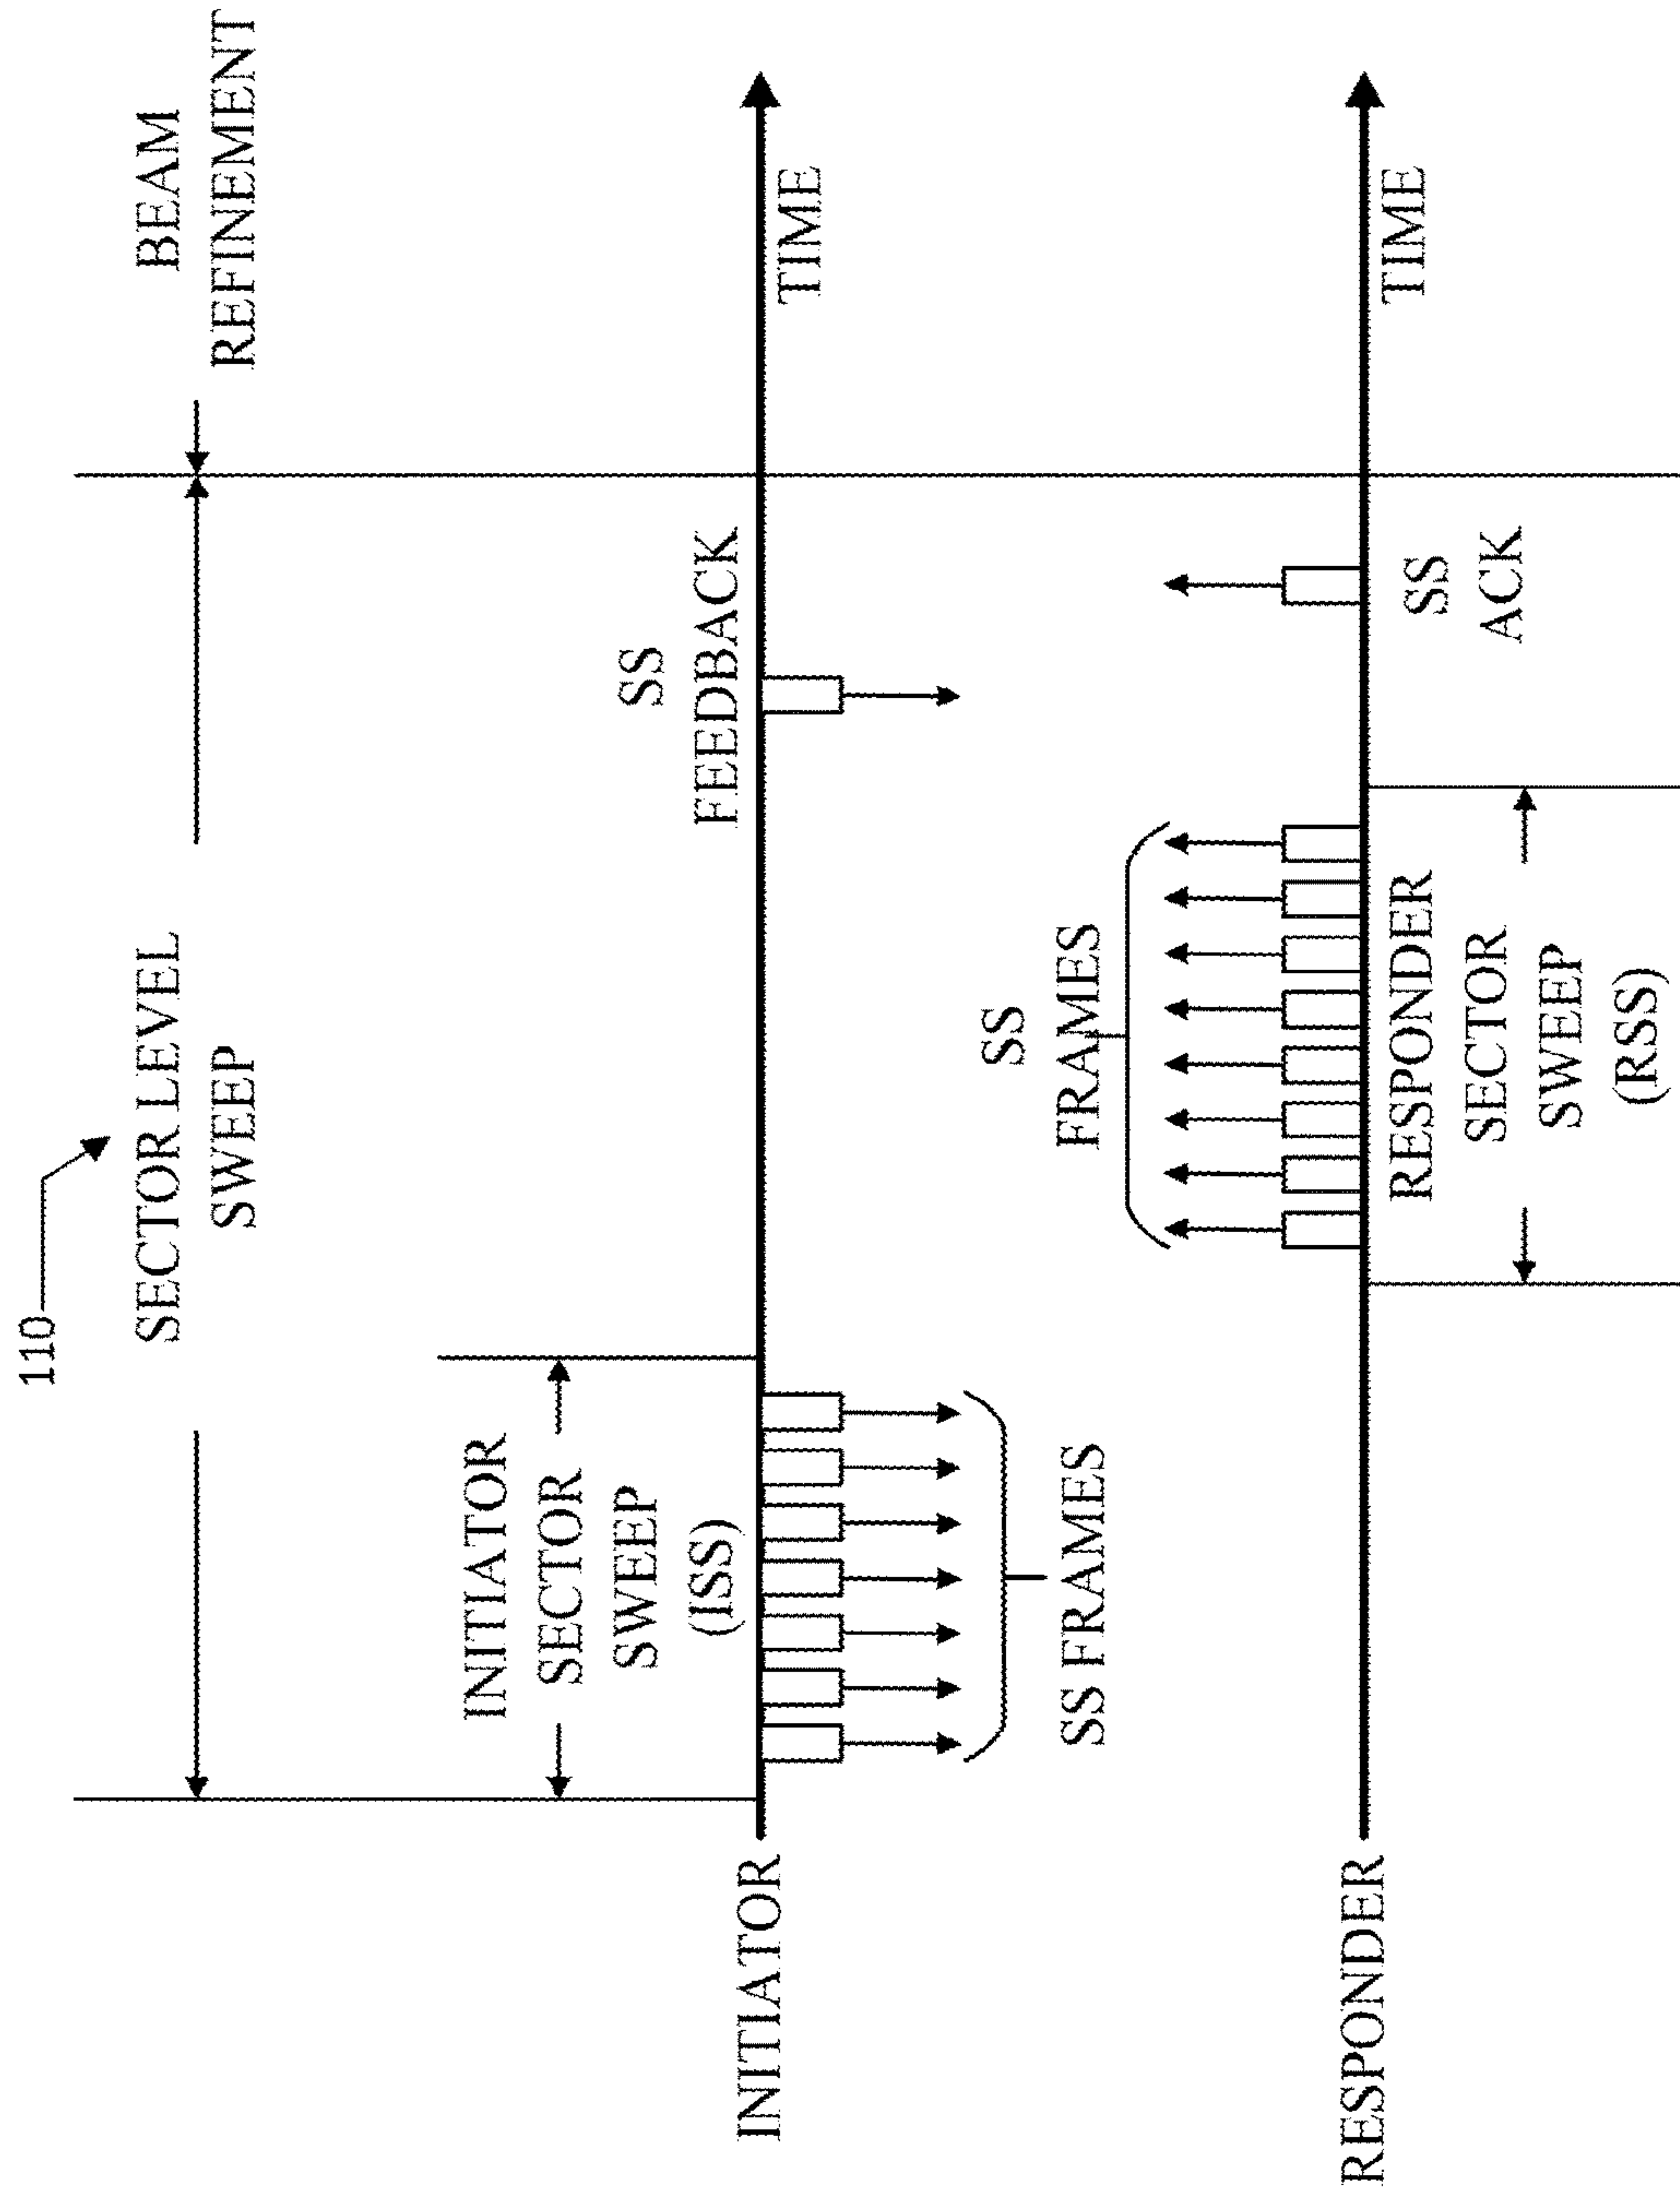 110
SECTOR LEVEL
SWEEP
BEAM
REFINEMENT
INITIATOR
SECTOR
SWEEP
(ISS)
SS
FEEDBACK
INITIATOR
TIME
SS FRAMES
SS
FRAMES
RESPONDER
TIME
RESPONDER
SECTOR
SWEEP
(RSS)
SS
ACK